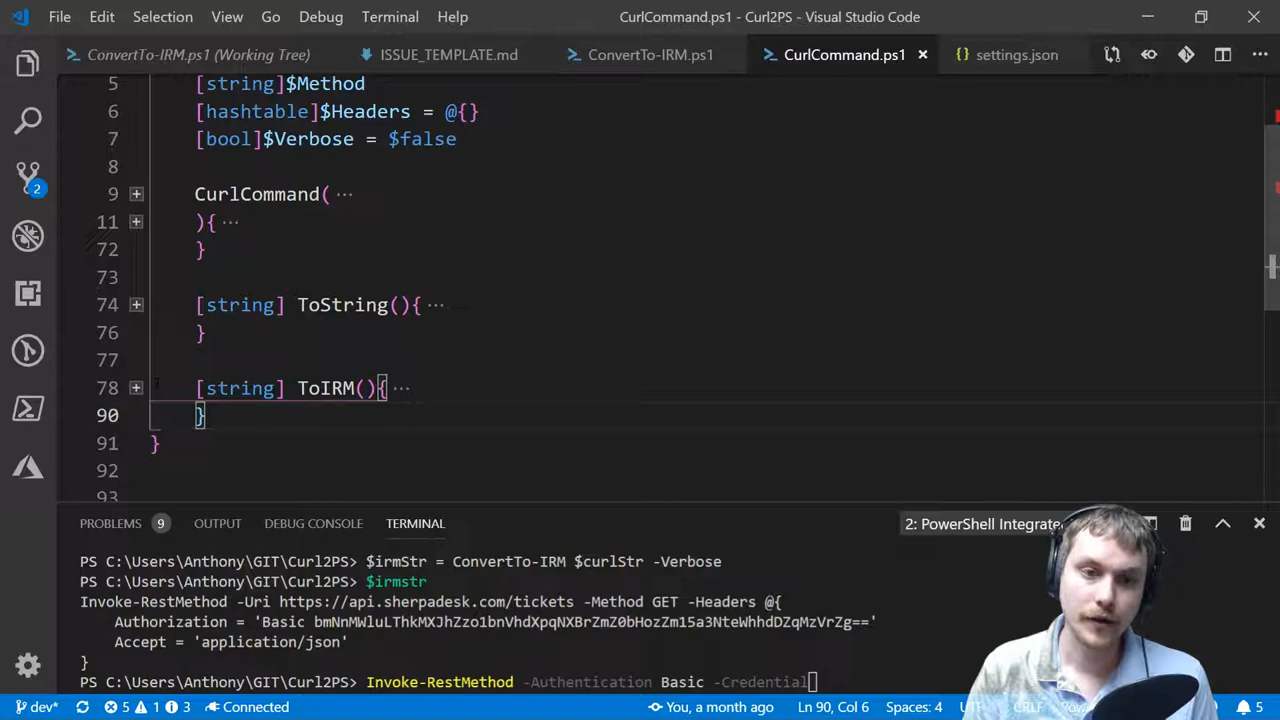 File Edit Selection View Go Debug Terminal Help CurlCommand.ps1 - Curl2PS - Visual Studio Code
ConvertTo-IRM.ps1 (Working Tree) ISSUE_TEMPLATE.md ConvertTo-IRM.ps1 CurlCommand.ps1 settings.json
5 [string]$Method
6 [hashtable]$Headers = @{}
7 [bool]$Verbose = $false
8
9 CurlCommand( ...
11 ){ ...
72 }
73
74 [string] ToString(){ ...
76 }
77
78 [string] ToIRM(){ ...
90 }
91 }
92
93
2
PROBLEMS 9 OUTPUT DEBUG CONSOLE TERMINAL 2: PowerShell Integrate
PS C:\Users\Anthony\GIT\Curl2PS> $irmStr = ConvertTo-IRM $curlStr -Verbose
PS C:\Users\Anthony\GIT\Curl2PS> $irmstr
Invoke-RestMethod -Uri https://api.sherpadesk.com/tickets -Method GET -Headers @{
Authorization = 'Basic bmNnMWluLThkMXJhZzo1bnVhdXpqNXBrZmZ0bHozZm15a3NteWhhdDZqMzVrZg=='
Accept = 'application/json'
}
PS C:\Users\Anthony\GIT\Curl2PS> Invoke-RestMethod -Authentication Basic -Credential
dev* 5 1 3 Connected You, a month ago Ln 90, Col 6 Spaces: 4 CRLF 5